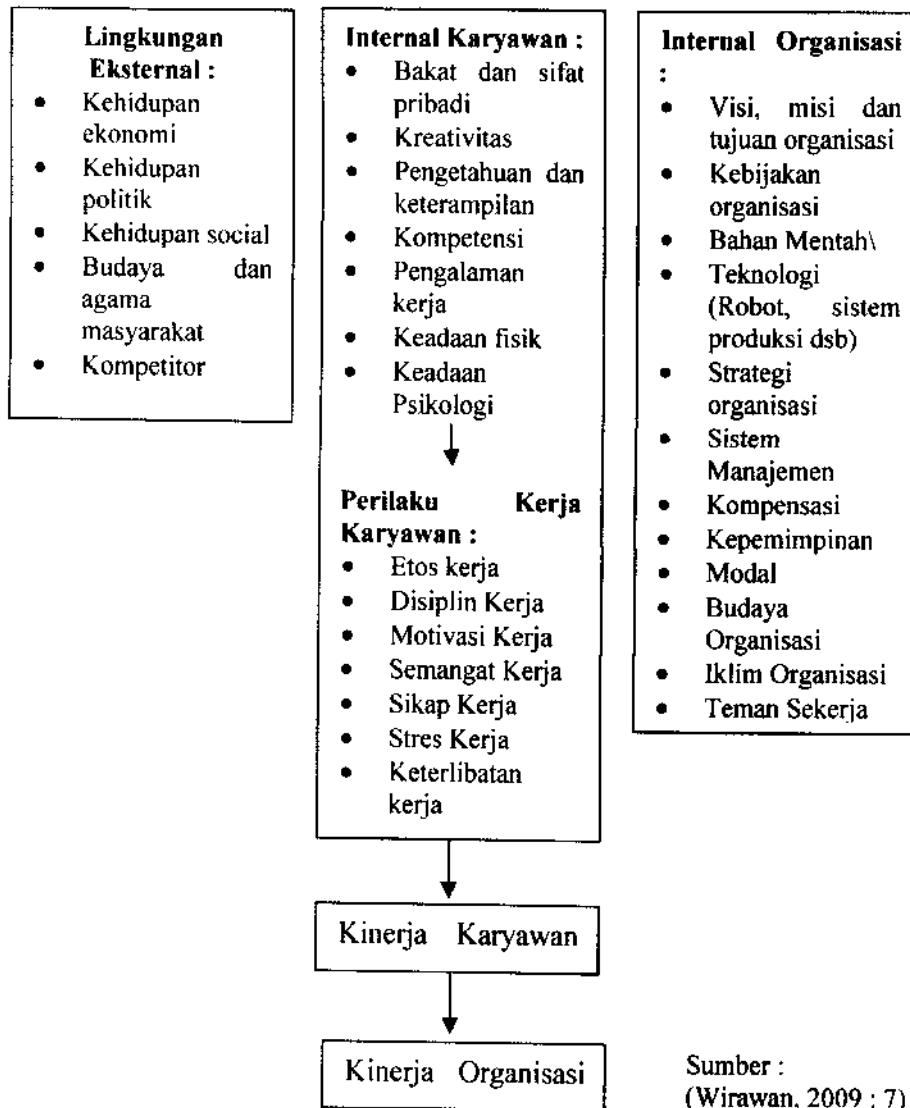 Lingkungan
Eksternal :
• Kehidupan
ekonomi
• Kehidupan
politik
• Kehidupan social
• Budaya dan
agama
masyarakat
• Kompetitor
Internal Karyawan :
• Bakat dan sifat
pribadi
• Kreativitas
• Pengetahuan dan
keterampilan
• Kompetensi
• Pengalaman
kerja
• Keadaan fisik
• Keadaan
Psikologi
Perilaku Kerja
Karyawan :
• Etos kerja
• Disiplin Kerja
• Motivasi Kerja
• Semangat Kerja
• Sikap Kerja
• Stres Kerja
• Keterlibatan
kerja
Internal Organisasi
:
• Visi, misi dan
tujuan organisasi
• Kebijakan
organisasi
• Bahan Mentah\
• Teknologi
(Robot, sistem
produksi dsb)
• Strategi
organisasi
• Sistem
Manajemen
• Kompensasi
• Kepemimpinan
• Modal
• Budaya
Organisasi
• Iklim Organisasi
• Teman Sekerja
Kinerja Karyawan
Kinerja Organisasi
Sumber :
(Wirawan, 2009 : 7)